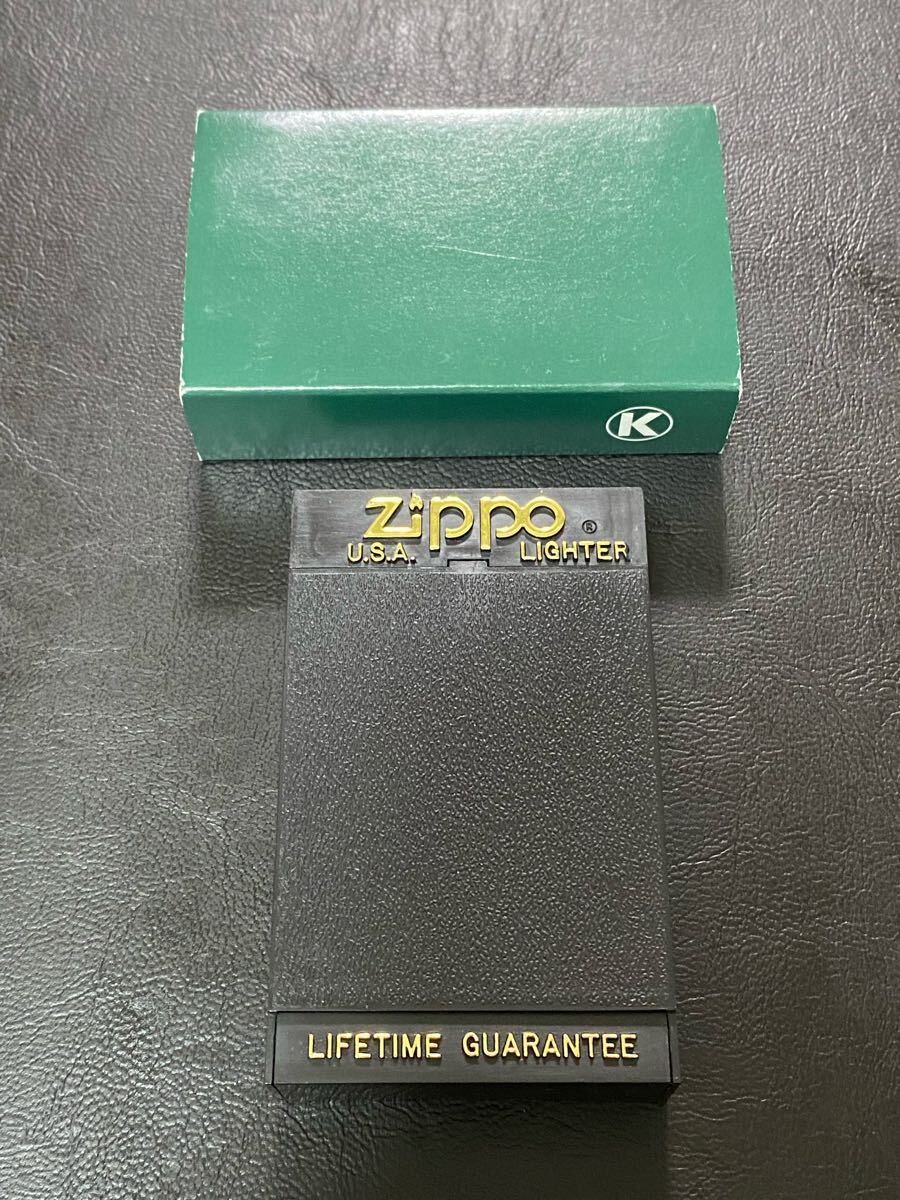 K
zippo ®
U.S.A. LIGHTER
LIFETIME GUARANTEE